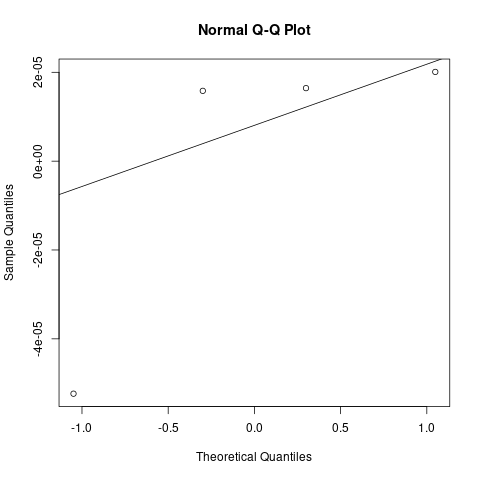 Normal Q-Q Plot
Sample Quantiles
2e-05
0e+00
-2e-05
-4e-05
-1.0 -0.5 0.0 0.5 1.0
Theoretical Quantiles